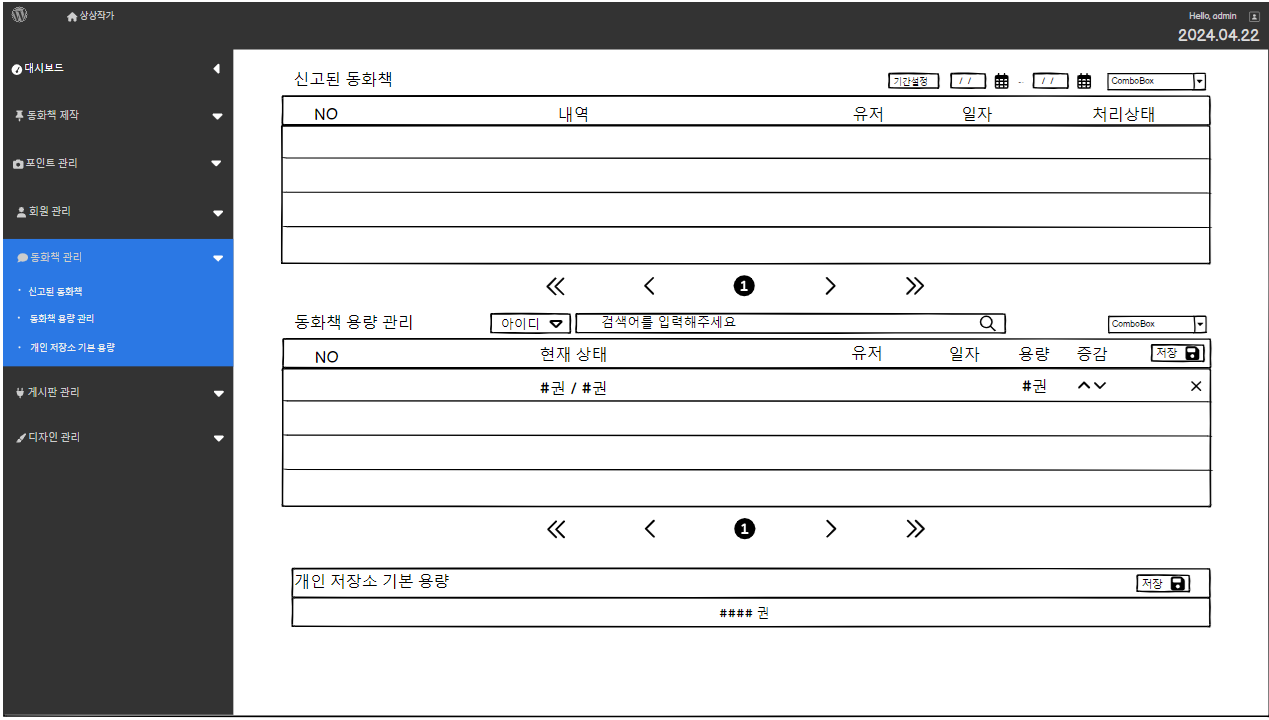 상상작가
Hello, admin
2024.04.22
대시보드
동화책 제작
포인트 관리
회원 관리
동화책 관리
· 신고된 동화책
· 동화책 용량 관리
· 개인 저장소 기본 용량
게시판 관리
디자인 관리
신고된 동화책 기간설정 / / - / / ComboBox
NO 내역 유저 일자 처리상태
1
동화책 용량 관리 아이디 검색어를 입력해주세요 ComboBox
NO 현재 상태 유저 일자 용량 증감 저장
#권 / #권 #권
1
개인 저장소 기본 용량 저장
#### 권